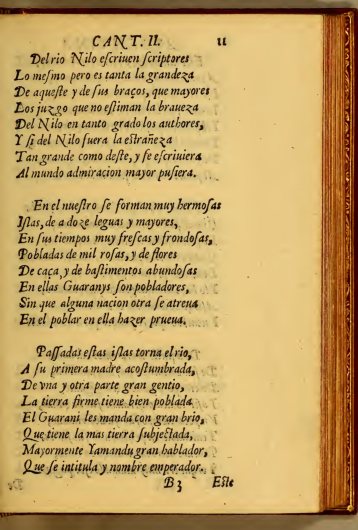 CANT. II. 11
Del rio Nilo eſcriuen ſcriptores
Lo meſmo pero es tanta la grandeza
De aqueſte y de ſus braços, que mayores
Los juzgo que no eſtiman la braueza
Del Nilo en tanto grado los authores,
Y ſi del Nilo fuera la eſtrañeza
Tan grande como deſte, y ſe eſcriuiera
Al mundo admiracion mayor puſiera.
En el nueſtro ſe forman muy hermoſas
Iſlas, de a doze leguas y mayores,
En ſus tiempos muy freſcas y frondoſas,
Pobladas de mil roſas, y de flores
De caça, y de baſtimentos abundoſas
En ellas Guaranys ſon pobladores,
Sin que alguna nacion otra ſe atreua
En el poblar en ella hazer prueua.
Paſſadas eſtas iſlas torna el rio,
A ſu primera madre acoſtumbrada,
De vna y otra parte gran gentio,
La tierra firme tiene bien poblada
El Guarani les manda con gran brio,
Que tiene la mas tierra ſubjectada,
Mayormente Yamandu gran hablador,
Que ſe intitula y nombre emperador.
B3 Eſte